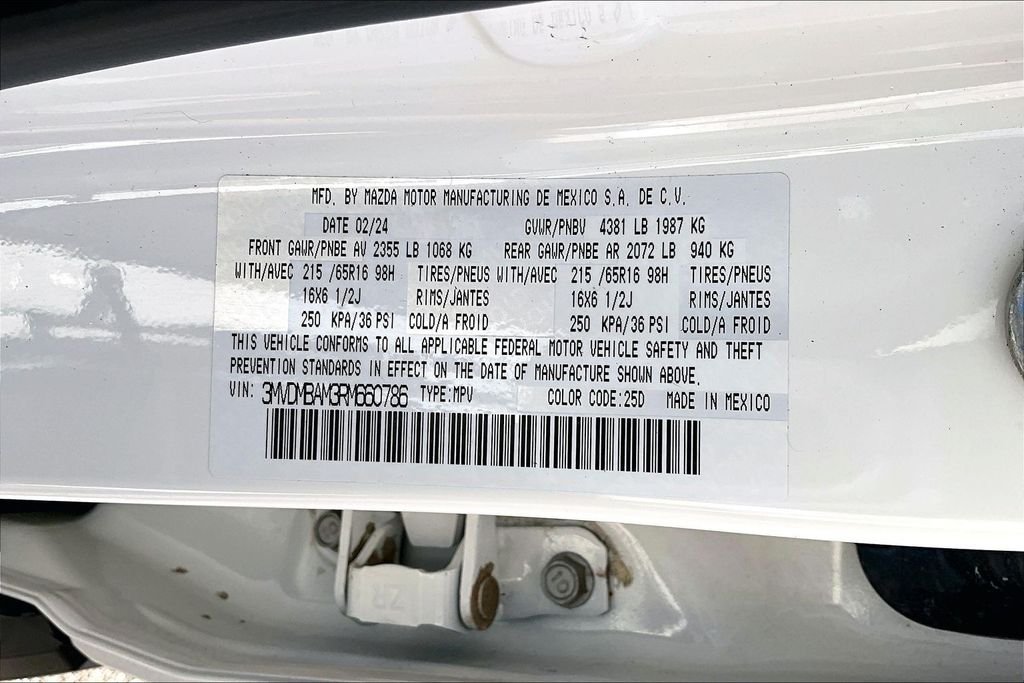 MFD. BY MAZDA MOTOR MANUFACTURING DE MEXICO S.A. DE C.V.
DATE 02/24 GVWR/PNBV 4381 LB 1987 KG
FRONT GAWR/PNBE AV 2355 LB 1068 KG REAR GAWR/PNBE AR 2072 LB 940 KG
WITH/AVEC 215 /65R16 98H TIRES/PNEUS WITH/AVEC 215 /65R16 98H TIRES/PNEUS
16X6 1/2J RIMS/JANTES 16X6 1/2J RIMS/JANTES
250 KPA/36 PSI COLD/A FROID 250 KPA/36 PSI COLD/A FROID
THIS VEHICLE CONFORMS TO ALL APPLICABLE FEDERAL MOTOR VEHICLE SAFETY AND THEFT
PREVENTION STANDARDS IN EFFECT ON THE DATE OF MANUFACTURE SHOWN ABOVE.
VIN: 3MVDMBAM3RM660786 TYPE:MPV COLOR CODE:25D MADE IN MEXICO
ZR
10